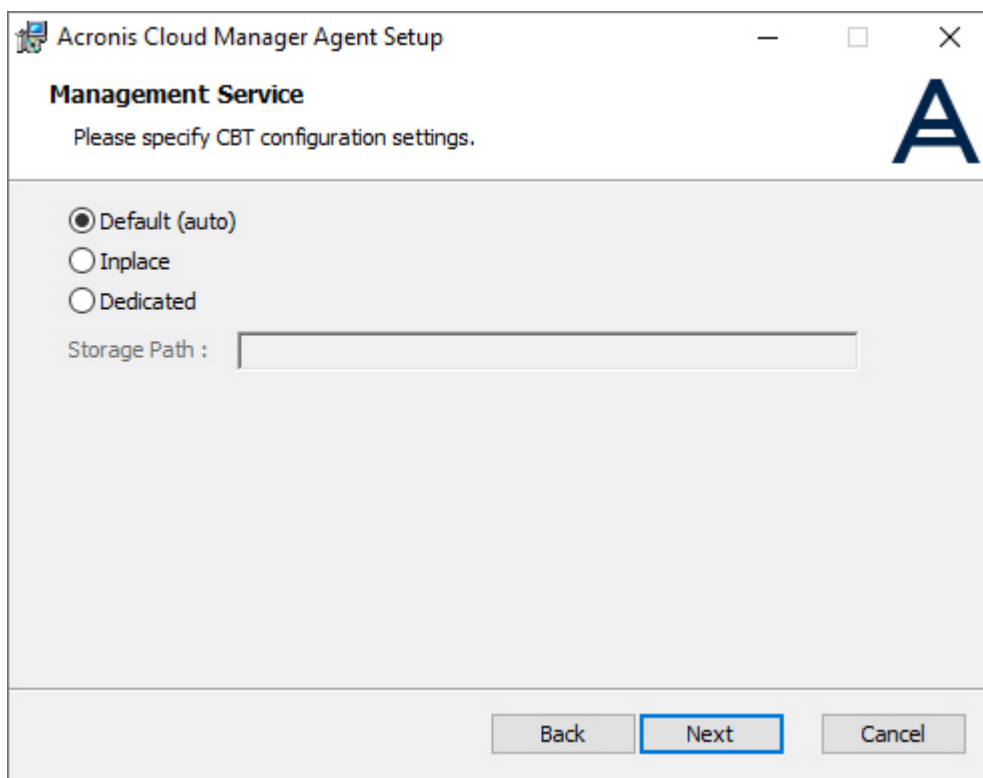 Acronis Cloud Manager Agent Setup
Management Service
Please specify CBT configuration settings.
Default (auto)
Inplace
Dedicated
Storage Path :
Back Next Cancel